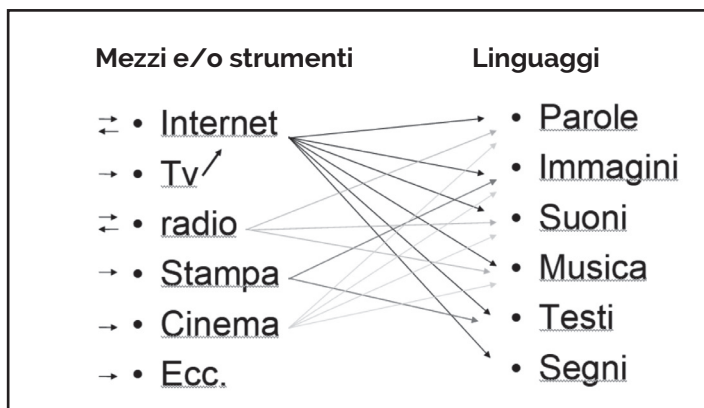 Mezzi e/o strumenti
Linguaggi
• Internet
• Tv
• radio
• Stampa
• Cinema
• Ecc.
• Parole
• Immagini
• Suoni
• Musica
• Testi
• Segni